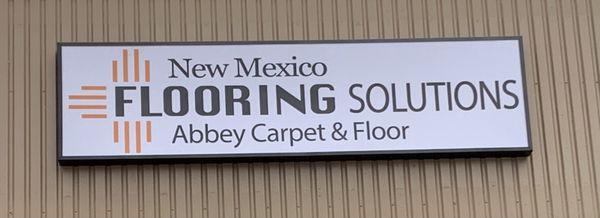 New Mexico
FLOORING SOLUTIONS
Abbey Carpet & Floor